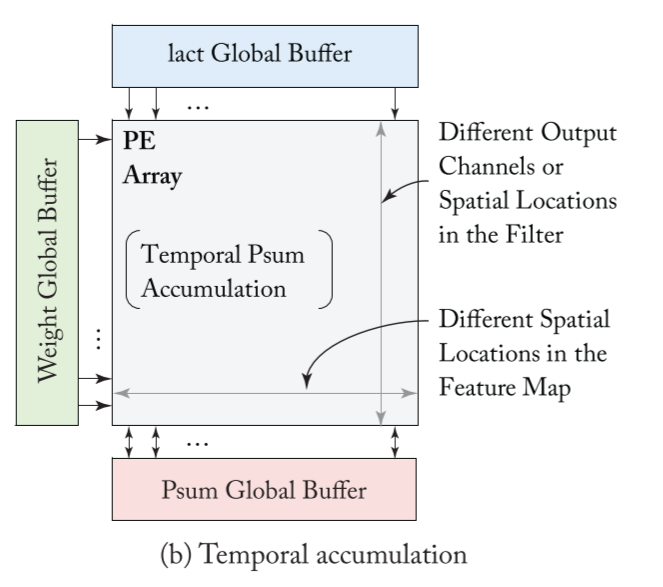 Iact Global Buffer
...
PE
Array
Different Output
Channels or
Spatial Locations
in the Filter
Weight Global Buffer
Temporal Psum
Accumulation
...
Different Spatial
Locations in the
Feature Map
...
Psum Global Buffer
(b) Temporal accumulation